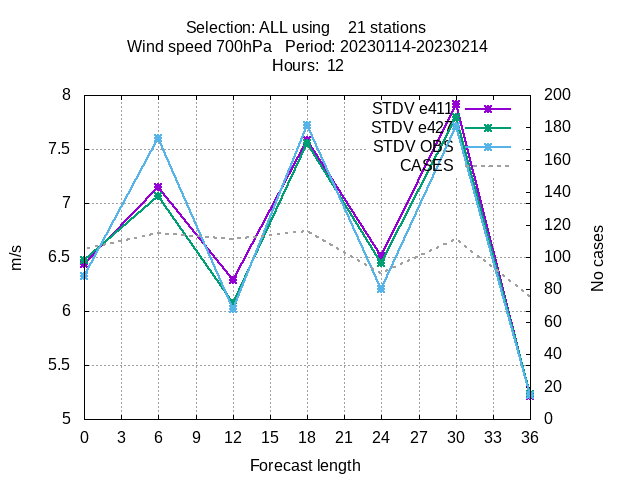 Selection: ALL using    21 stations
Wind speed 700hPa   Period: 20230114-20230214
Hours:  12
STDV e411
STDV e427
STDV OBS
CASES
8
7.5
7
6.5
6
5.5
5
200
180
160
140
120
100
80
60
40
20
0
m/s
No cases
0 3 6 9 12 15 18 21 24 27 30 33 36
Forecast length